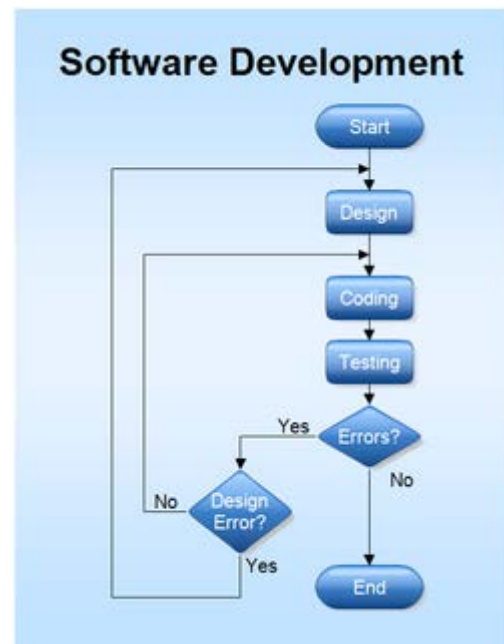 Software Development
Start
Design
Coding
Testing
Errors?
Yes
No
Design
Error?
No
Yes
End